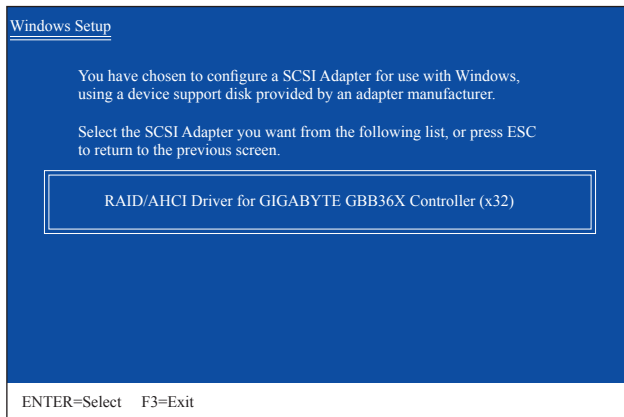 Windows Setup
You have chosen to configure a SCSI Adapter for use with Windows,
using a device support disk provided by an adapter manufacturer.
Select the SCSI Adapter you want from the following list, or press ESC
to return to the previous screen.
RAID/AHCI Driver for GIGABYTE GBB36X Controller (x32)
ENTER=Select F3=Exit